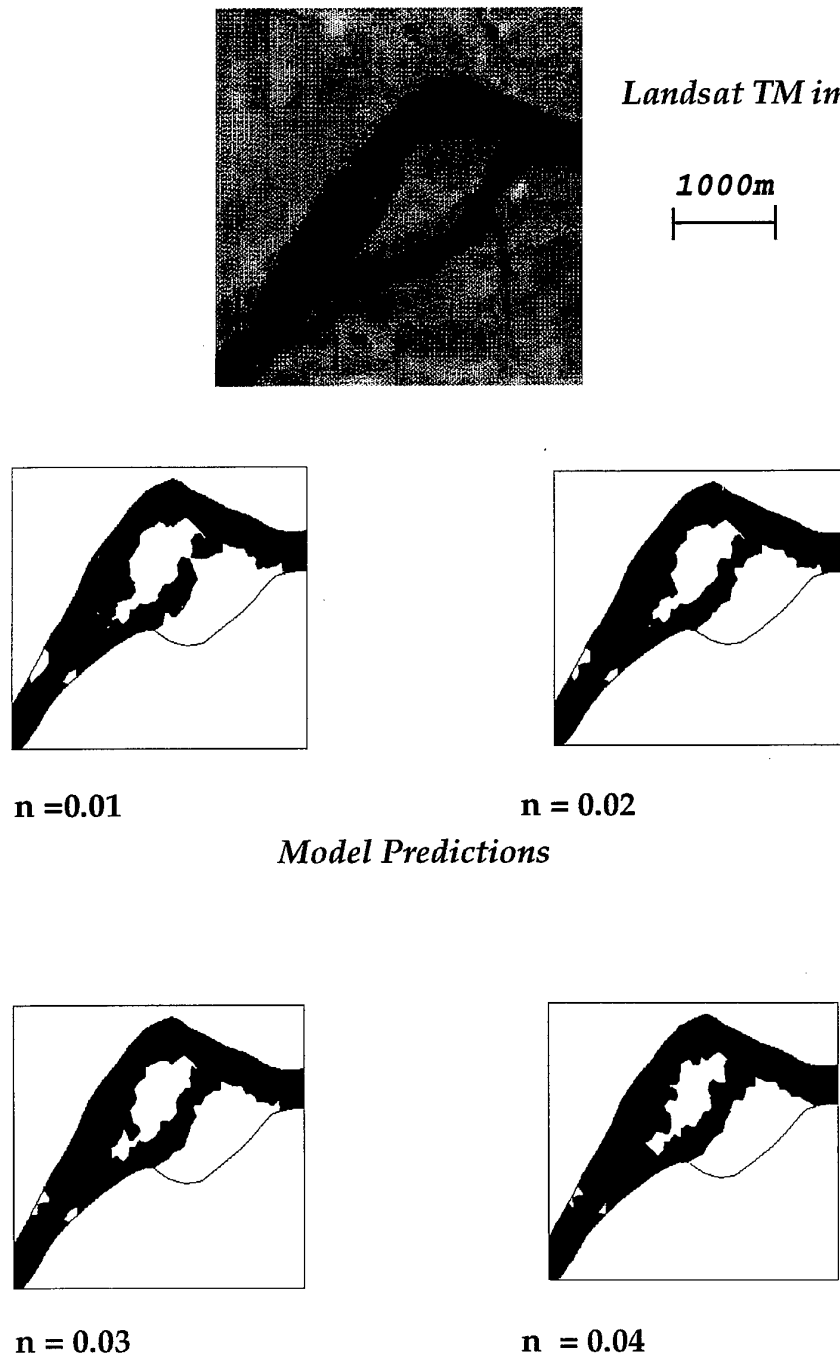 Landsat TM im
1000m
n =0.01
n = 0.02
Model Predictions
n = 0.03
n = 0.04